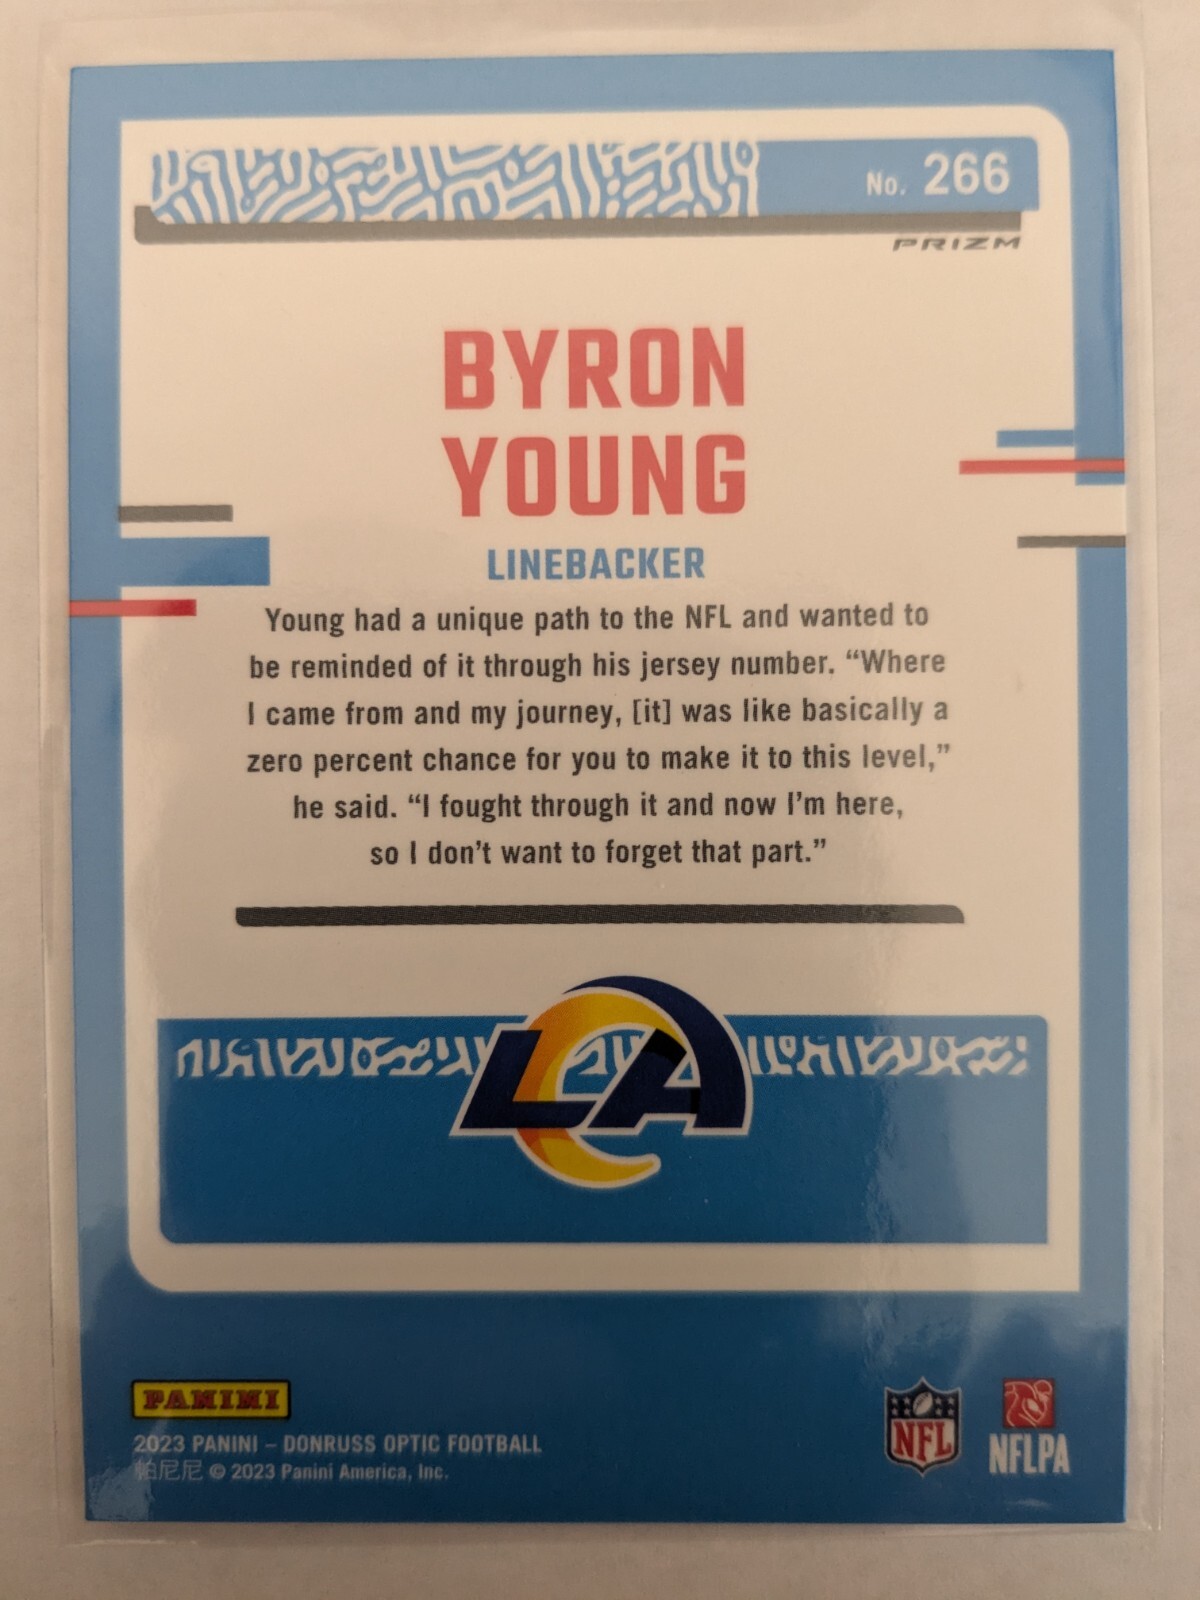 No. 266
PRIZM
BYRON
YOUNG
LINEBACKER
Young had a unique path to the NFL and wanted to
be reminded of it through his jersey number. “Where
I came from and my journey, [it] was like basically a
zero percent chance for you to make it to this level,”
he said. “I fought through it and now I’m here,
so I don’t want to forget that part.”
LA
PANINI
2023 PANINI – DONRUSS OPTIC FOOTBALL
帕尼尼 © 2023 Panini America, Inc.
NFL
NFLPA